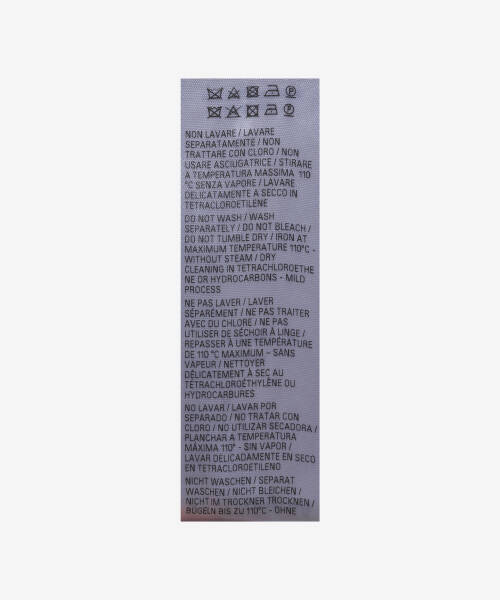 NON LAVARE / LAVARE
SEPARATAMENTE / NON
TRATTARE CON CLORO / NON
USARE ASCIUGATRICE / STIRARE
A TEMPERATURA MASSIMA 110
°C SENZA VAPORE / LAVARE
DELICATAMENTE A SECCO IN
TETRACLOROETILENE
DO NOT WASH / WASH
SEPARATELY / DO NOT BLEACH /
DO NOT TUMBLE DRY / IRON AT
MAXIMUM TEMPERATURE 110°C -
WITHOUT STEAM / DRY
CLEANING IN TETRACHLOROETHE
NE OR HYDROCARBONS - MILD
PROCESS
NE PAS LAVER / LAVER
SÉPARÉMENT / NE PAS TRAITER
AVEC DU CHLORE / NE PAS
UTILISER DE SÉCHOIR À LINGE /
REPASSER À UNE TEMPÉRATURE
DE 110 °C MAXIMUM – SANS
VAPEUR / NETTOYER
DÉLICATEMENT À SEC AU
TÉTRACHLOROÉTHYLÈNE OU
HYDROCARBURES
NO LAVAR / LAVAR POR
SEPARADO / NO TRATAR CON
CLORO / NO UTILIZAR SECADORA /
PLANCHAR A TEMPERATURA
MÁXIMA 110° - SIN VAPOR /
LAVAR DELICADAMENTE EN SECO
EN TETRACLOROETILENO
NICHT WASCHEN / SEPARAT
WASCHEN / NICHT BLEICHEN /
NICHT IM TROCKNER TROCKNEN /
BÜGELN BIS ZU 110°C - OHNE